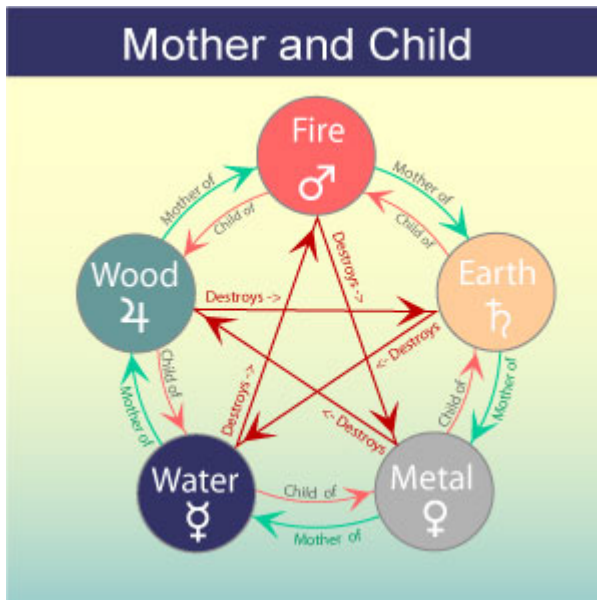 Mother and Child
Fire
♂
Mother of
Child of
Mother of
Child of
Destroys ->
Wood
♃
Destroys ->
Earth
♄
<- Destroys
Child of
Mother of
Destroys ->
<- Destroys
Child of
Mother of
Water
☿
Child of
Mother of
Metal
♀